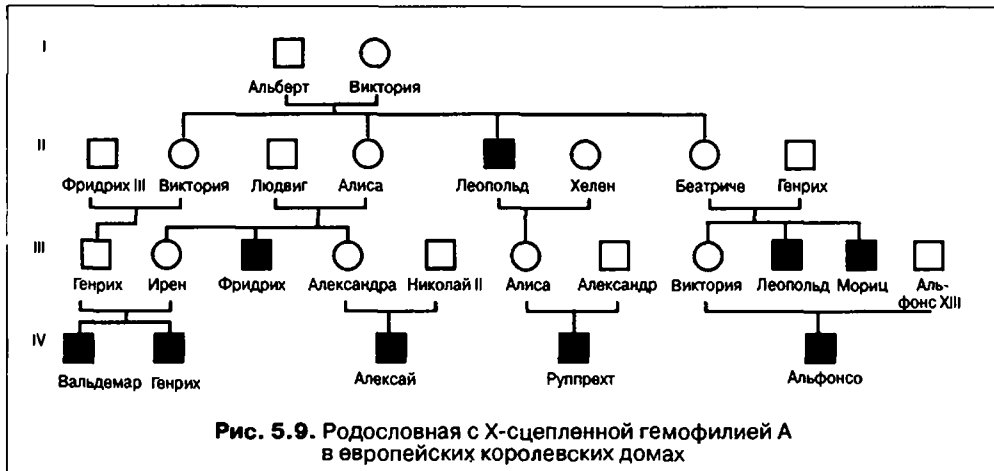 I
Альберт Виктория
II
Фридрих III Виктория Людвиг Алиса Леопольд Хелен Беатриче Генрих
III
Генрих Ирен Фридрих Александра Николай II Алиса Александр Виктория Леопольд Мориц Аль-
фонс XIII
IV
Вальдемар Генрих Алексай Руппрехт Альфонсо
Рис. 5.9. Родословная с Х-сцепленной гемофилией А
в европейских королевских домах